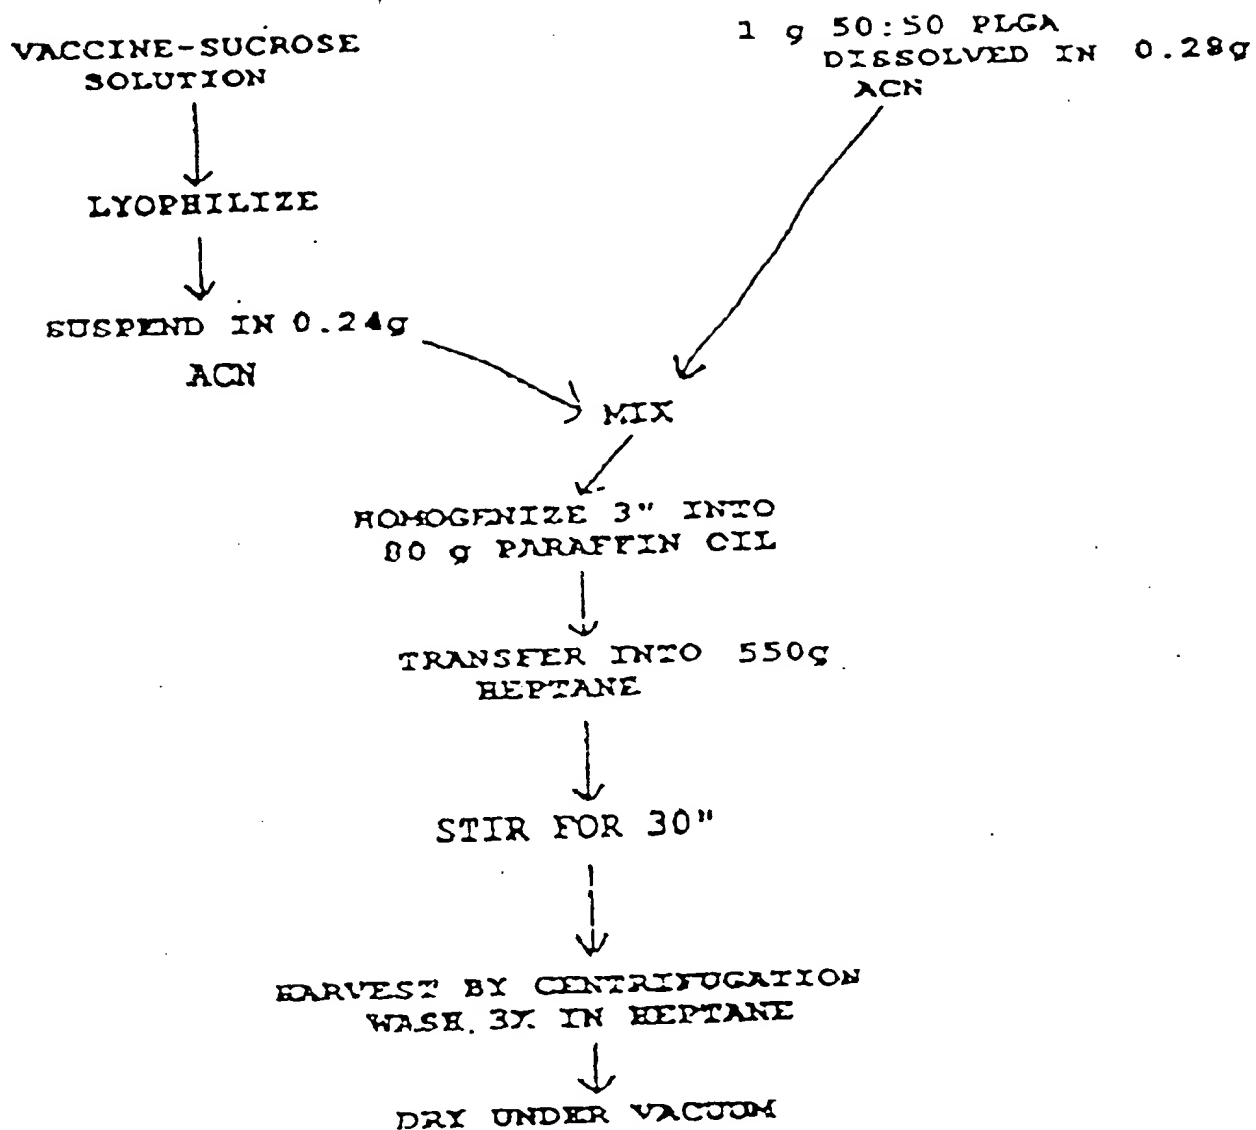 VACCINE-SUCROSE
SOLUTION
1 g 50:50 PLGA
DISSOLVED IN 0.28g
ACN
LYOPHILIZE
SUSPEND IN 0.24g
ACN
MIX
HOMOGENIZE 3" INTO
80 g PARAFFIN OIL
TRANSFER INTO 550g
HEPTANE
STIR FOR 30"
HARVEST BY CENTRIFUGATION
WASH. 3X IN HEPTANE
DRY UNDER VACUUM